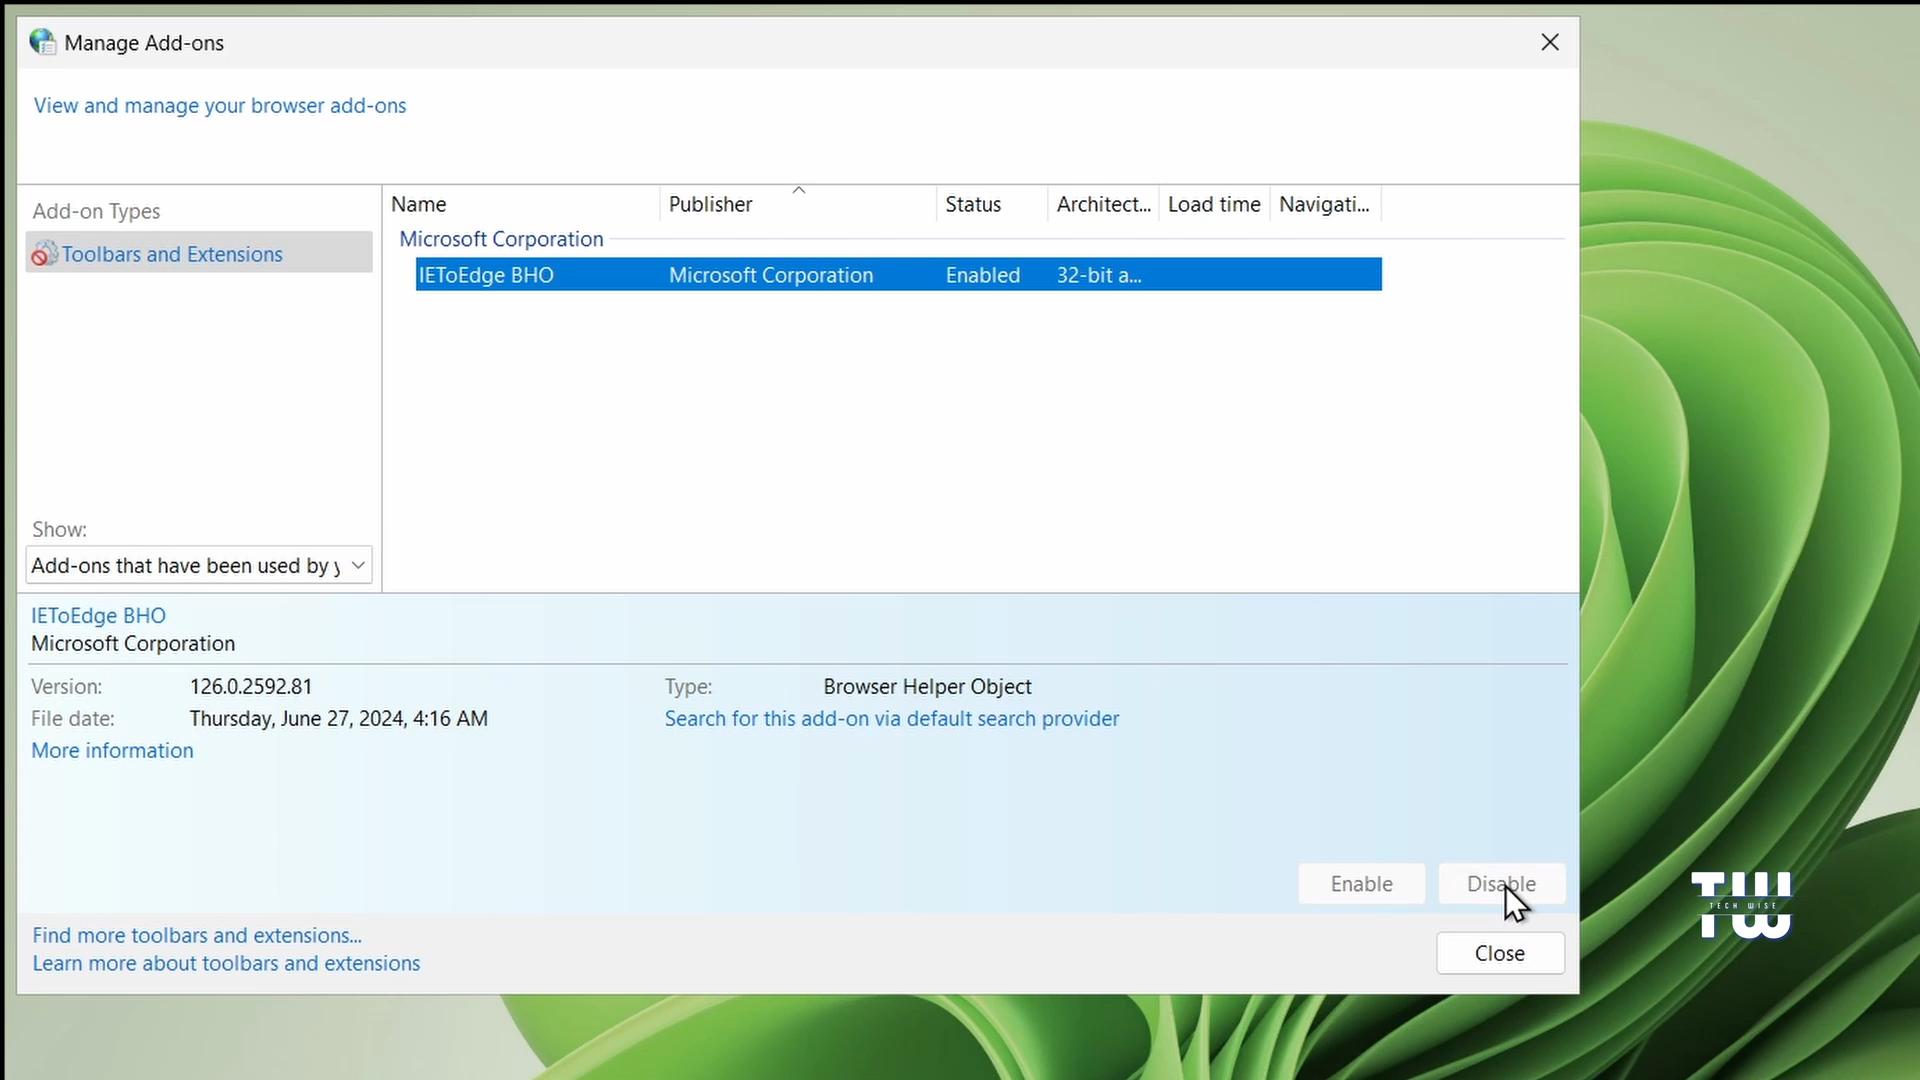 Manage Add-ons
View and manage your browser add-ons
Add-on Types
Toolbars and Extensions
Name Publisher Status Architect... Load time Navigati...
Microsoft Corporation
IEToEdge BHO Microsoft Corporation Enabled 32-bit a...
Show:
Add-ons that have been used by y
IEToEdge BHO
Microsoft Corporation
Version: 126.0.2592.81 Type: Browser Helper Object
File date: Thursday, June 27, 2024, 4:16 AM Search for this add-on via default search provider
More information
Enable Disable
Find more toolbars and extensions...
Learn more about toolbars and extensions
Close
TW
TECH WISE